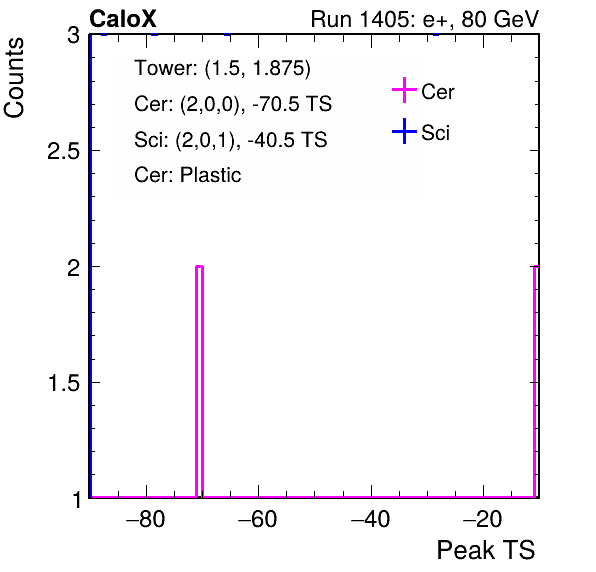 CaloX Run 1405: e+, 80 GeV
Counts
3
2.5
2
1.5
1
Tower: (1.5, 1.875)
Cer: (2,0,0), -70.5 TS
Sci: (2,0,1), -40.5 TS
Cer: Plastic
Cer
Sci
−80 −60 −40 −20
Peak TS